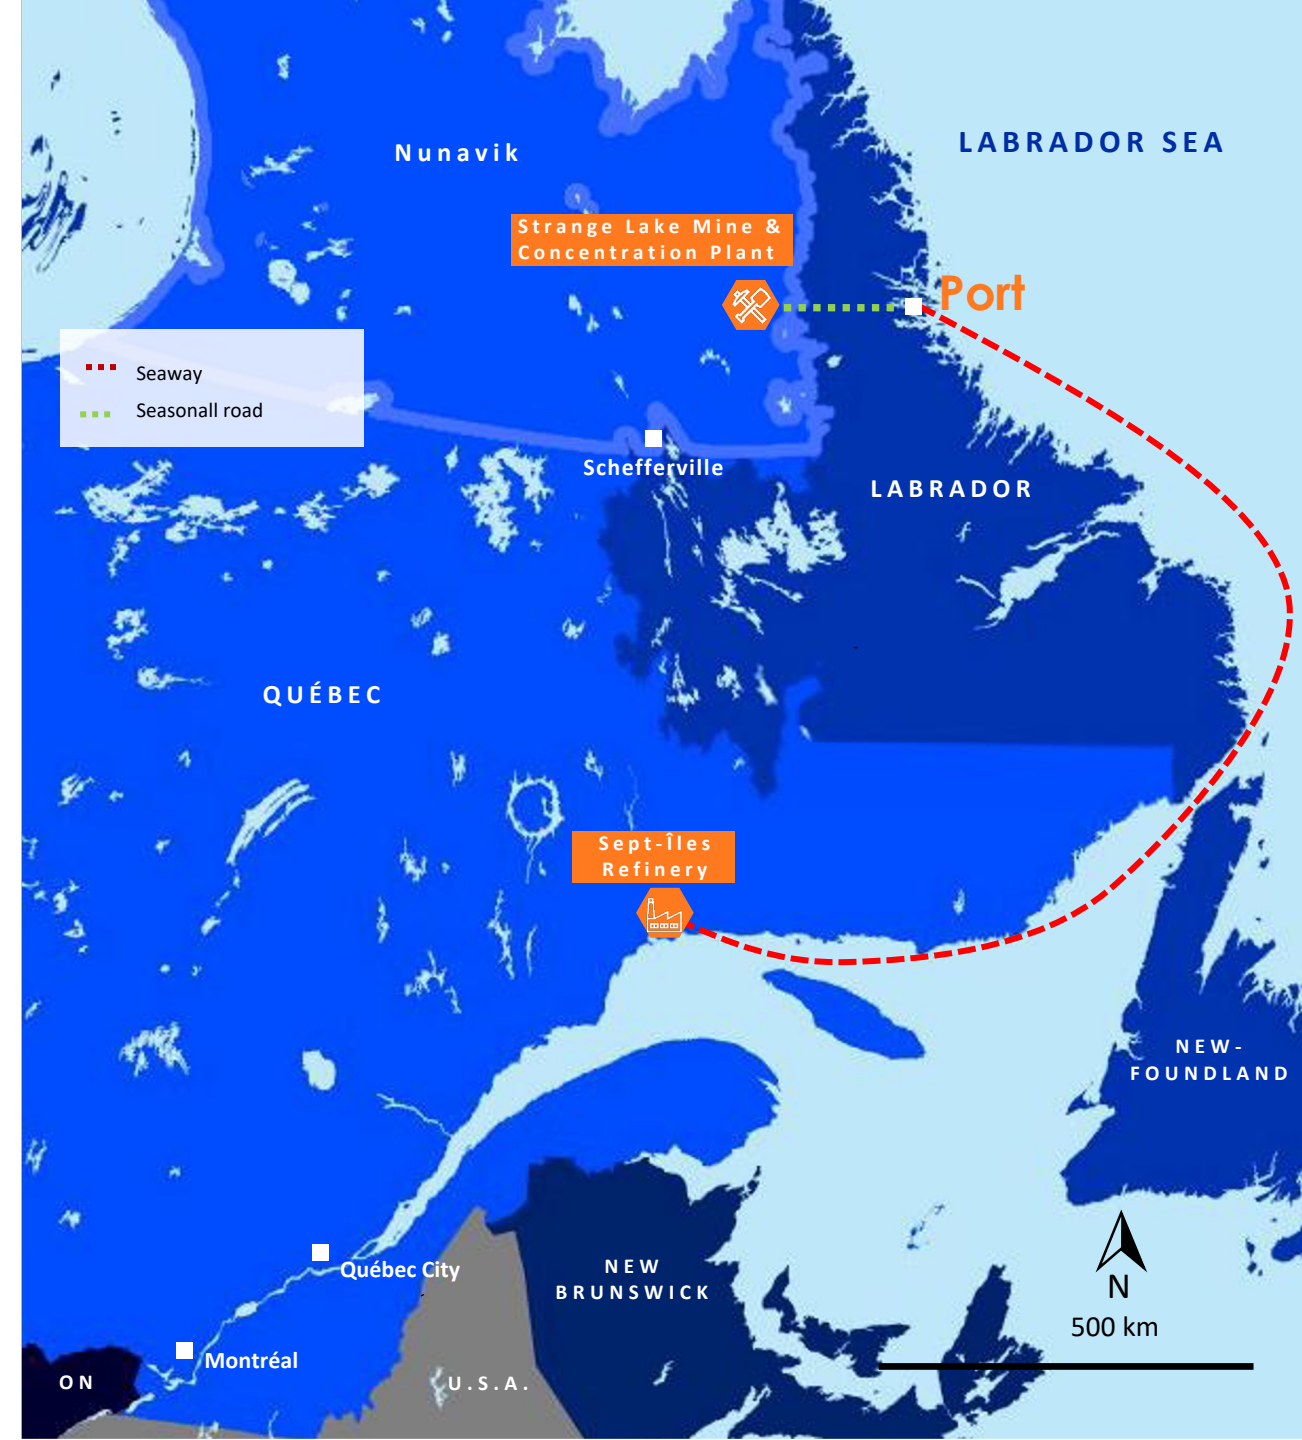 LABRADOR SEA
Nunavik
Strange Lake Mine &
Concentration Plant
Port
Seaway
Seasonall road
Schefferville
LABRADOR
QUÉBEC
Sept-Îles
Refinery
NEW-
FOUNDLAND
Québec City
NEW
BRUNSWICK
N
500 km
Montréal
ON
U.S.A.